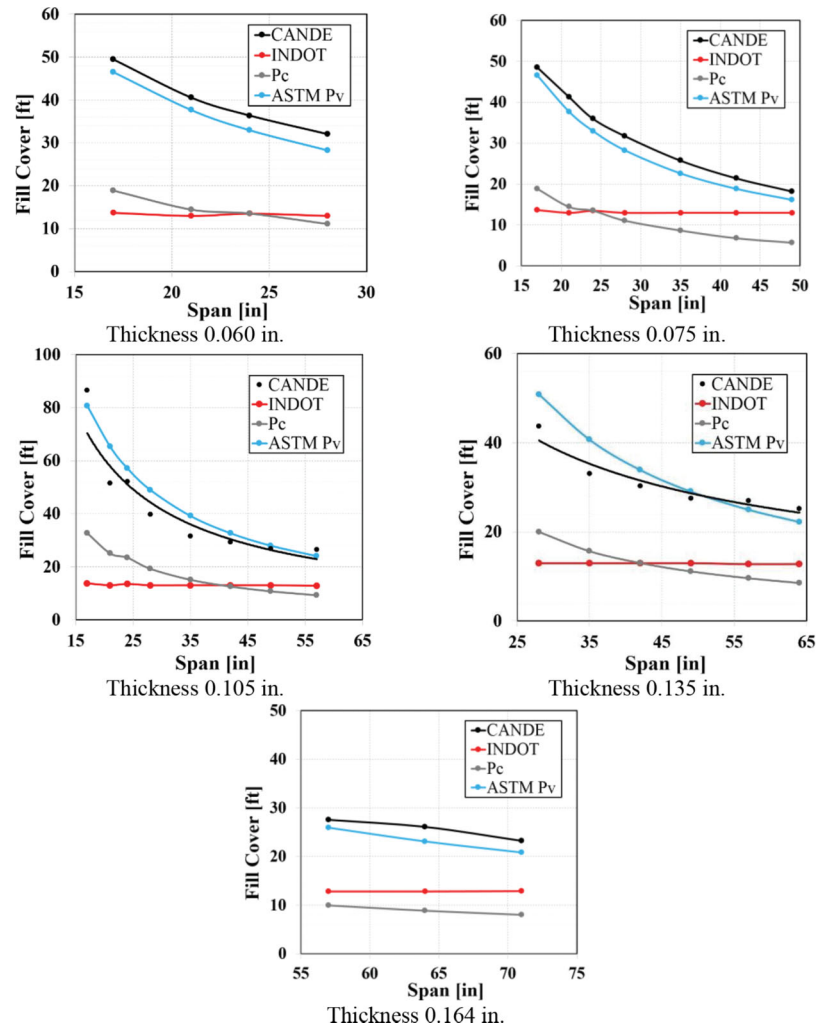 60
50
40
30
20
10
0
Fill Cover [ft]
CANDE
INDOT
Pc
ASTM Pv
15 20 25 30
Span [in]
Thickness 0.060 in.
60
50
40
30
20
10
0
Fill Cover [ft]
CANDE
INDOT
Pc
ASTM Pv
15 20 25 30 35 40 45 50
Span [in]
Thickness 0.075 in.
100
80
60
40
20
0
Fill Cover [ft]
CANDE
INDOT
Pc
ASTM Pv
15 25 35 45 55 65
Span [in]
Thickness 0.105 in.
60
40
20
0
Fill Cover [ft]
CANDE
INDOT
Pc
ASTM Pv
25 35 45 55 65
Span [in]
Thickness 0.135 in.
50
40
30
20
10
0
Fill Cover [ft]
CANDE
INDOT
Pc
ASTM Pv
55 60 65 70 75
Span [in]
Thickness 0.164 in.